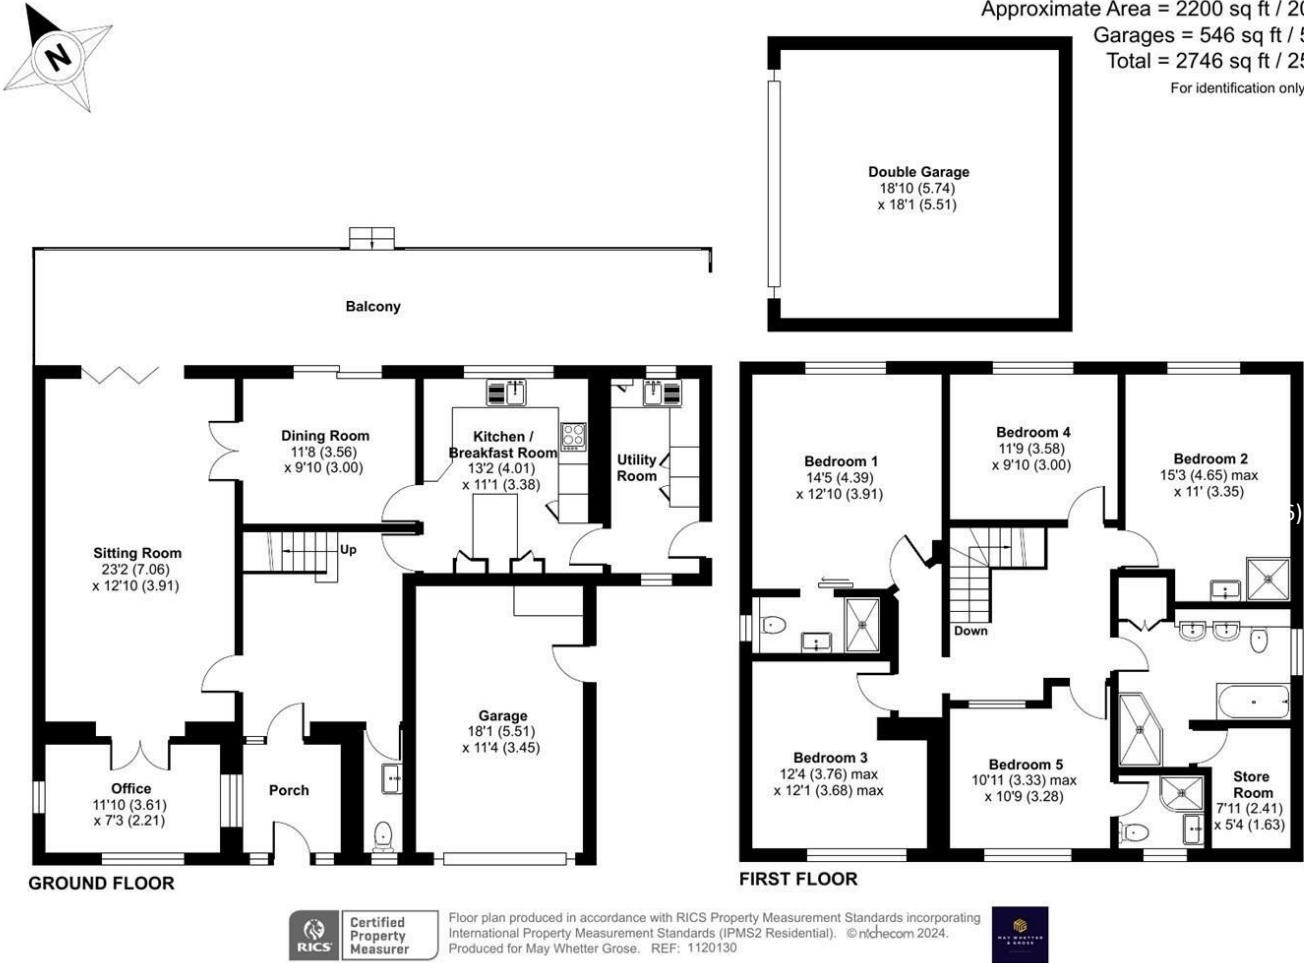 Approximate Area = 2200 sq ft / 20
Garages = 546 sq ft / 5
Total = 2746 sq ft / 25
For identification only
N
Double Garage
18'10 (5.74)
x 18'1 (5.51)
Balcony
Dining Room
11'8 (3.56)
x 9'10 (3.00)
Kitchen /
Breakfast Room
13'2 (4.01)
x 11'1 (3.38)
Utility
Room
Sitting Room
23'2 (7.06)
x 12'10 (3.91)
Up
Garage
18'1 (5.51)
x 11'4 (3.45)
Office
11'10 (3.61)
x 7'3 (2.21)
Porch
GROUND FLOOR
Bedroom 1
14'5 (4.39)
x 12'10 (3.91)
Bedroom 4
11'9 (3.58)
x 9'10 (3.00)
Bedroom 2
15'3 (4.65) max
x 11' (3.35)
5)
Down
Bedroom 3
12'4 (3.76) max
x 12'1 (3.68) max
Bedroom 5
10'11 (3.33) max
x 10'9 (3.28)
Store
Room
7'11 (2.41)
x 5'4 (1.63)
FIRST FLOOR
RICS
Certified
Property
Measurer
Floor plan produced in accordance with RICS Property Measurement Standards incorporating
International Property Measurement Standards (IPMS2 Residential). © nichecom 2024.
Produced for May Whetter Grose. REF: 1120130
MAY WHETTER
& GROSE